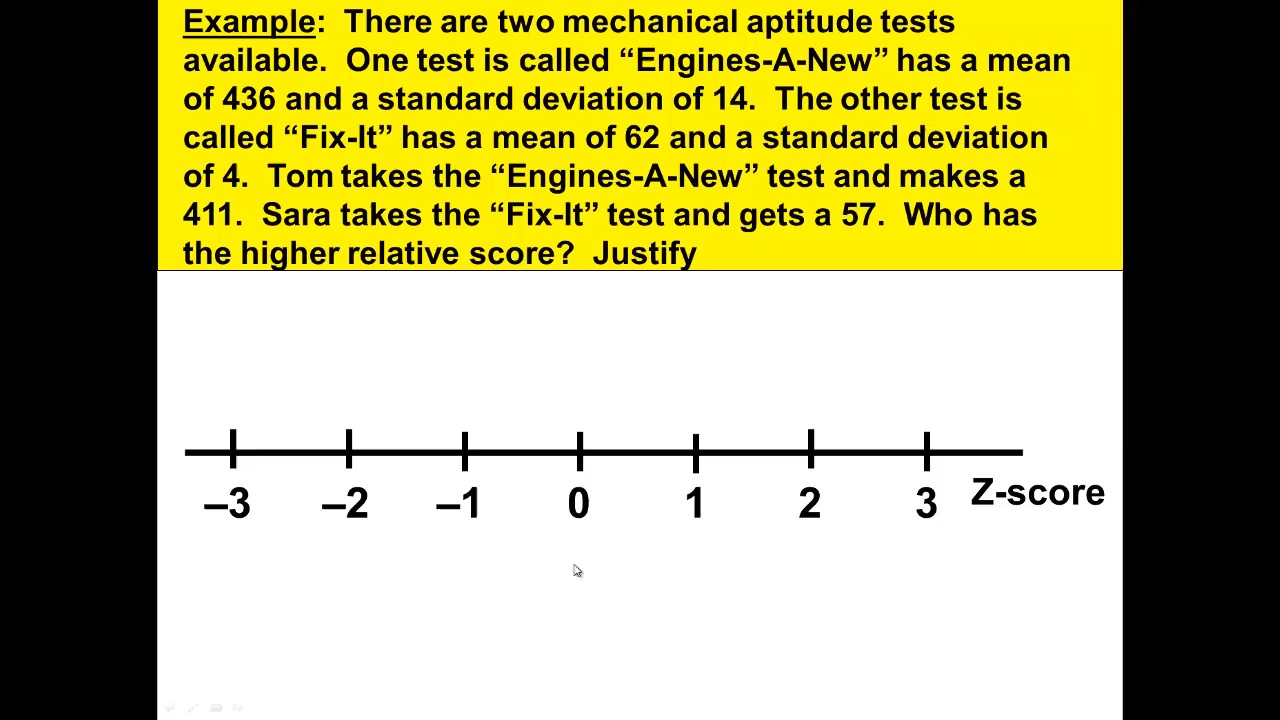 Example:  There are two mechanical aptitude tests
available.  One test is called “Engines-A-New” has a mean
of 436 and a standard deviation of 14.  The other test is
called “Fix-It” has a mean of 62 and a standard deviation
of 4.  Tom takes the “Engines-A-New” test and makes a
411.  Sara takes the “Fix-It” test and gets a 57.  Who has
the higher relative score?  Justify
–3 –2 –1 0 1 2 3 Z-score